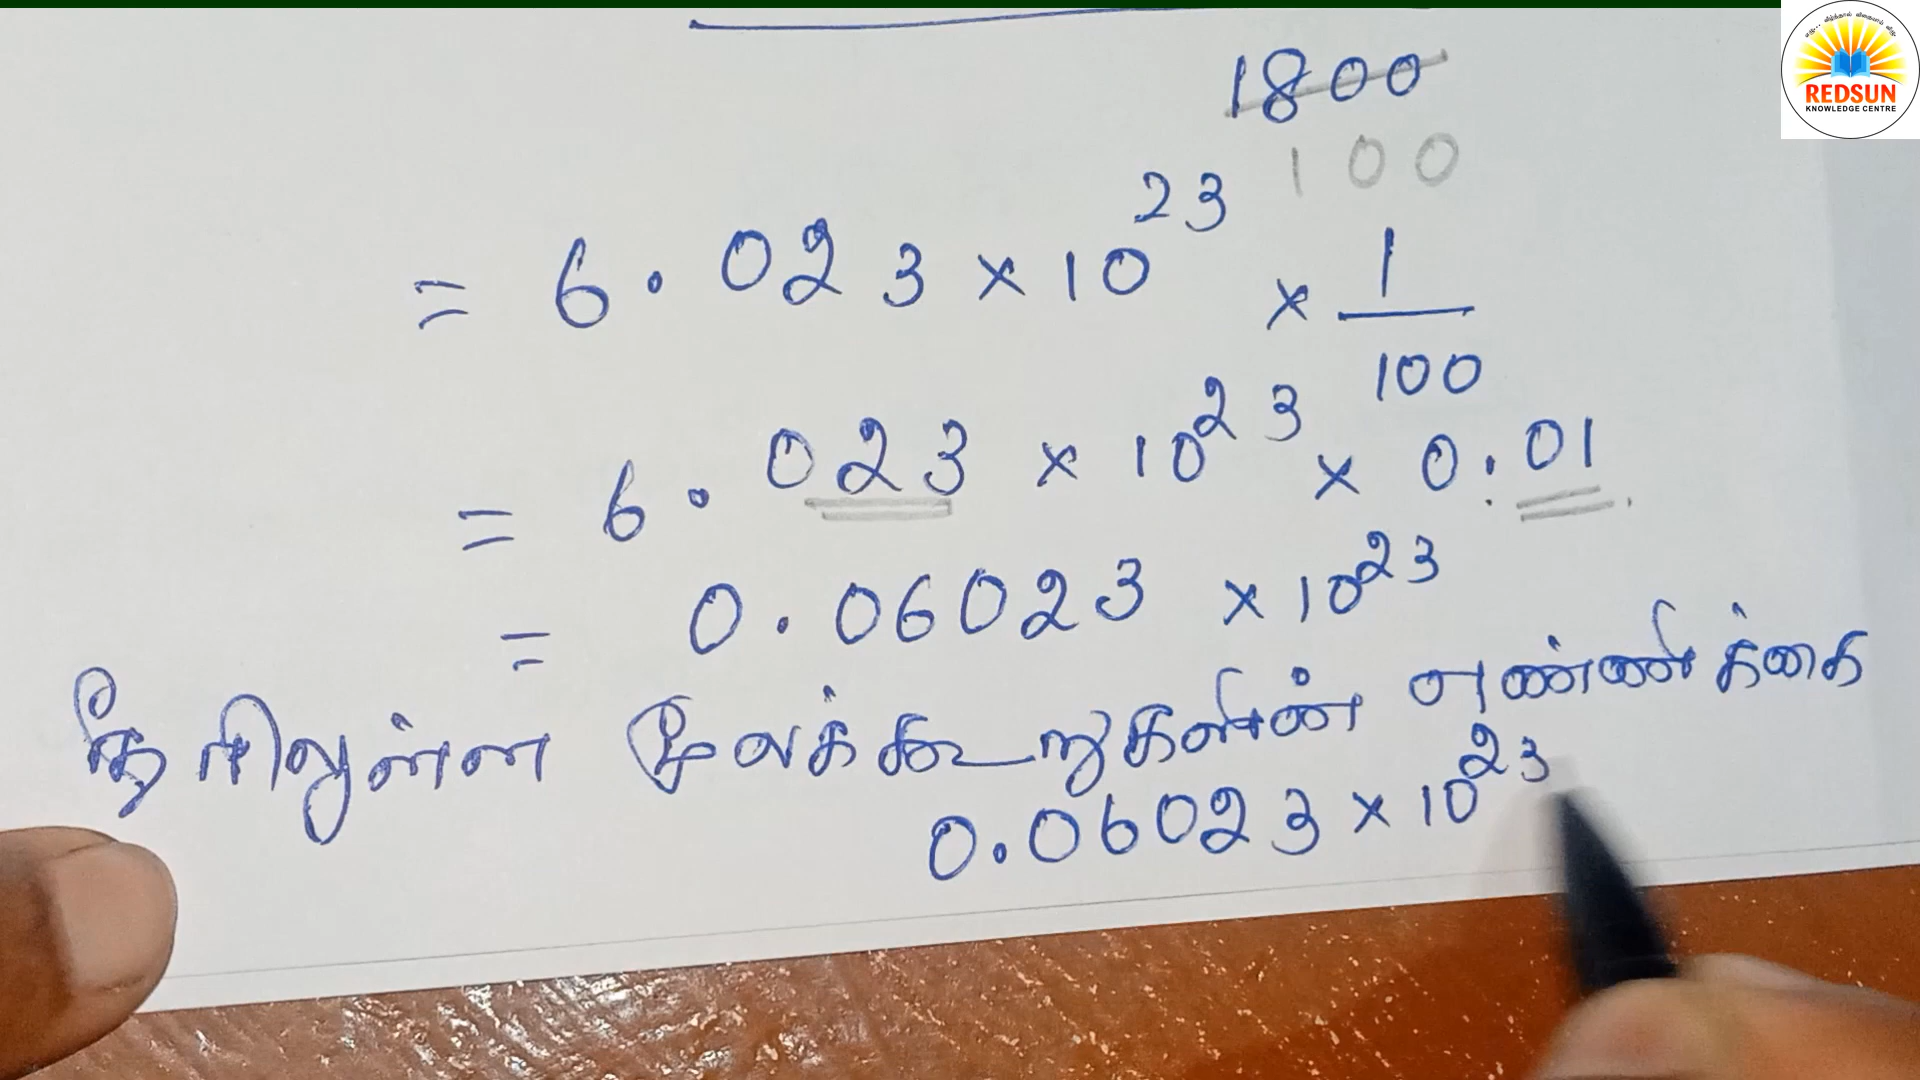 1800
100
= 6.023 × 10²³ × 1/100
= 6.023 × 10²³ × 0.01
= 0.06023 × 10²³
நீரிலுள்ள மூலக்கூறுகளின் எண்ணிக்கை
0.06023 × 10²³
REDSUN
KNOWLEDGE CENTRE